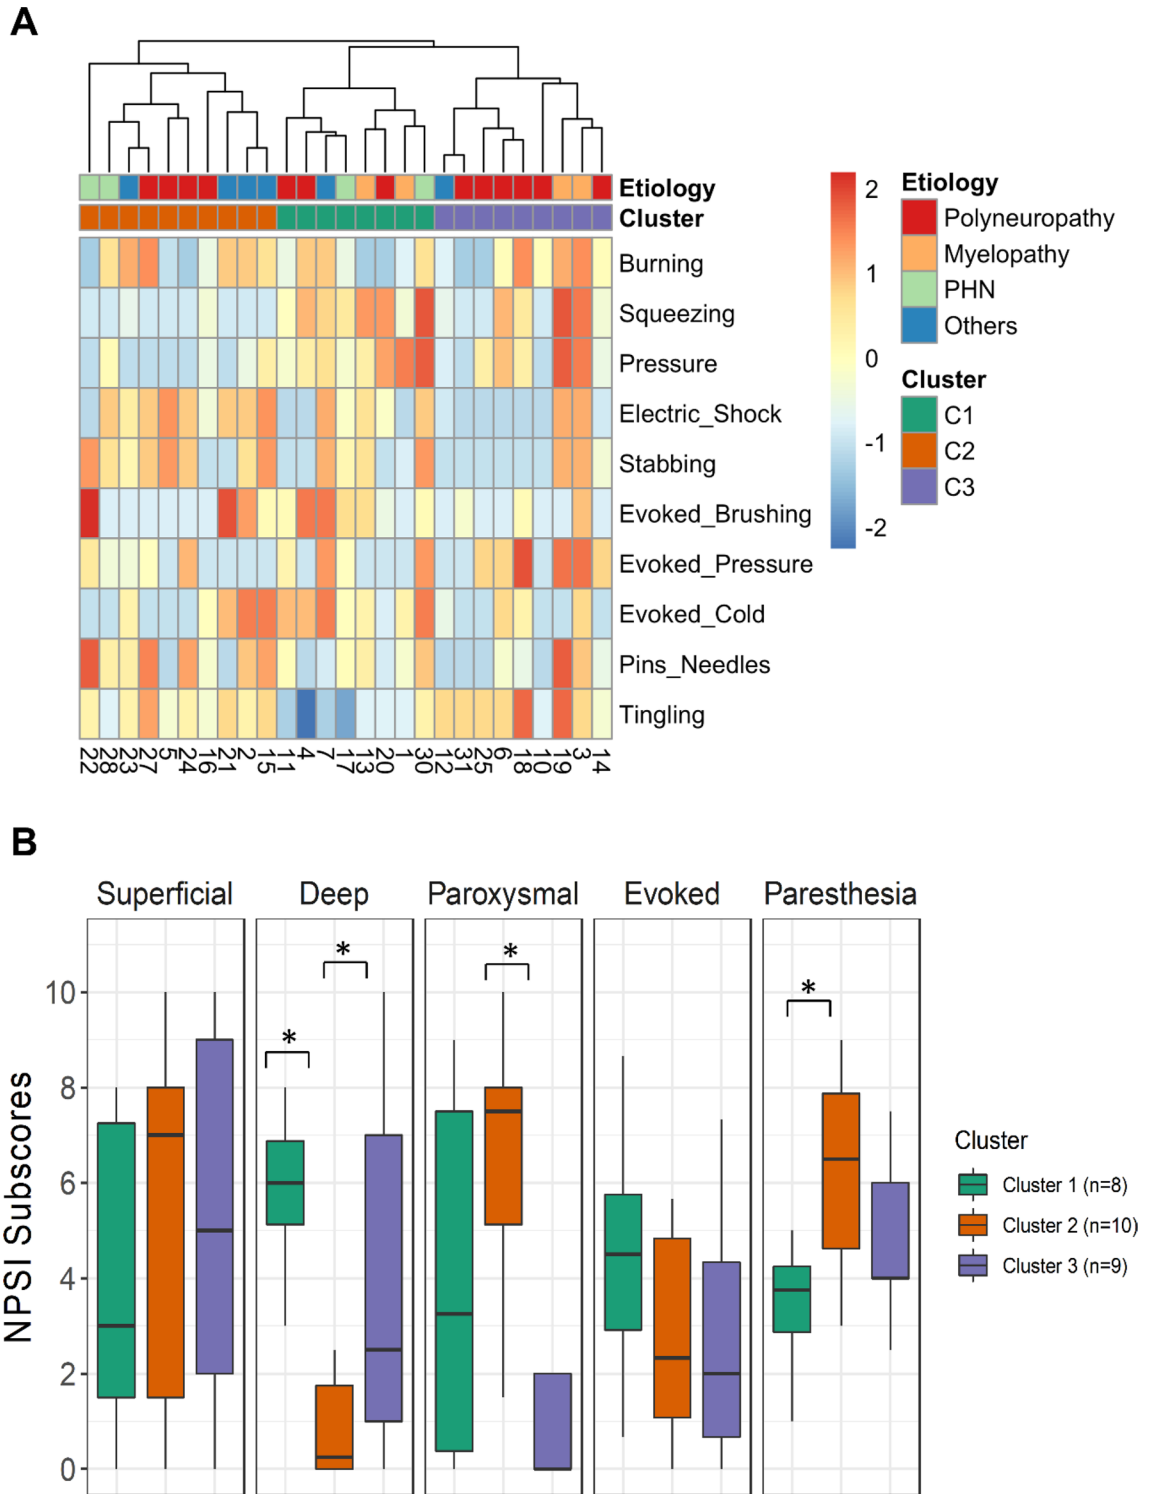 A
Etiology
Cluster
Burning
Squeezing
Pressure
Electric_Shock
Stabbing
Evoked_Brushing
Evoked_Pressure
Evoked_Cold
Pins_Needles
Tingling
2
1
0
-1
-2
Etiology
Polyneuropathy
Myelopathy
PHN
Others
Cluster
C1
C2
C3
22 28 23 27 5 24 16 21 2 15 11 4 7 17 13 20 1 30 12 31 25 6 18 10 19 3 14
B
Superficial Deep Paroxysmal Evoked Paresthesia
* * * *
NPSI Subscores
10
8
6
4
2
0
Cluster
Cluster 1 (n=8)
Cluster 2 (n=10)
Cluster 3 (n=9)